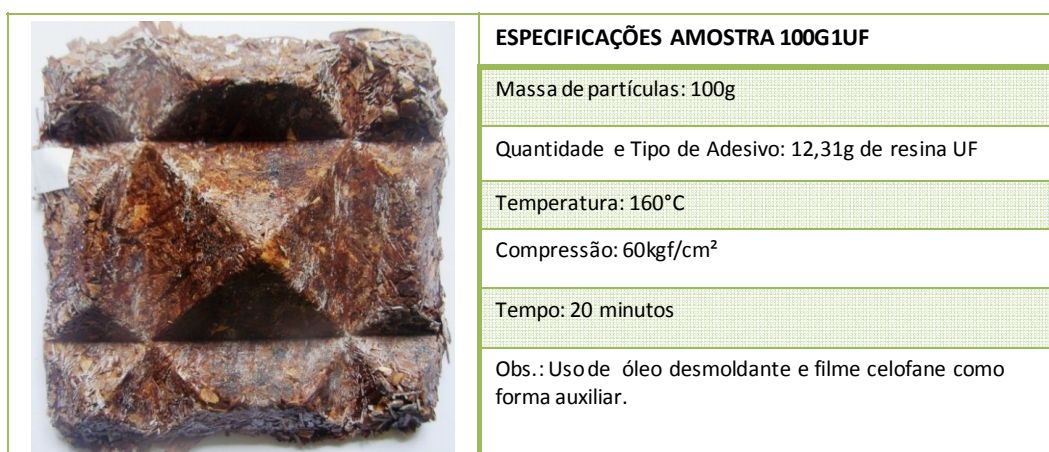 ESPECIFICAÇÕES AMOSTRA 100G1UF
Massa de partículas: 100g
Quantidade e Tipo de Adesivo: 12,31g de resina UF
Temperatura: 160°C
Compressão: 60kgf/cm²
Tempo: 20 minutos
Obs.: Uso de óleo desmoldante e filme celofane como
forma auxiliar.